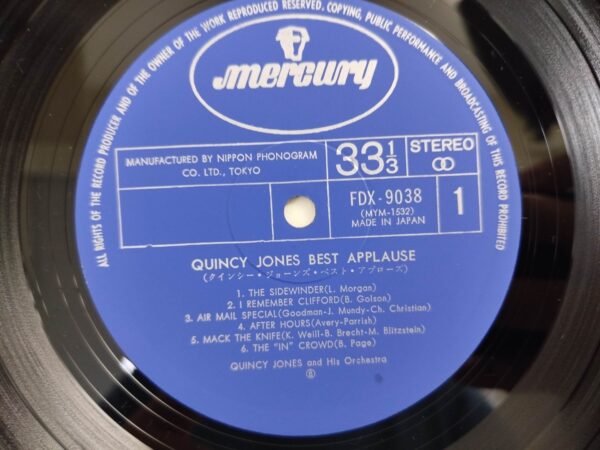 ALL RIGHTS OF THE RECORD PRODUCER AND OF THE OWNER OF THE WORK REPRODUCED RESERVED. COPYING, PUBLIC PERFORMANCE AND BROADCASTING OF THIS RECORD PROHIBITED
mercury
MANUFACTURED BY NIPPON PHONOGRAM
CO. LTD., TOKYO
33 1/3
STEREO
FDX-9038
(MYM-1532)
MADE IN JAPAN
1
QUINCY JONES BEST APPLAUSE
(クインシー・ジョーンズ・ベスト・アプローズ)
1. THE SIDEWINDER(L. Morgan)
2. I REMEMBER CLIFFORD(B. Golson)
3. AIR MAIL SPECIAL(Goodman-J. Mundy-Ch. Christian)
4. AFTER HOURS(Avery-Parrish)
5. MACK THE KNIFE(K. Weill-B. Brecht-M. Blitzstein)
6. THE "IN" CROWD(B. Page)
QUINCY JONES and His Orchestra